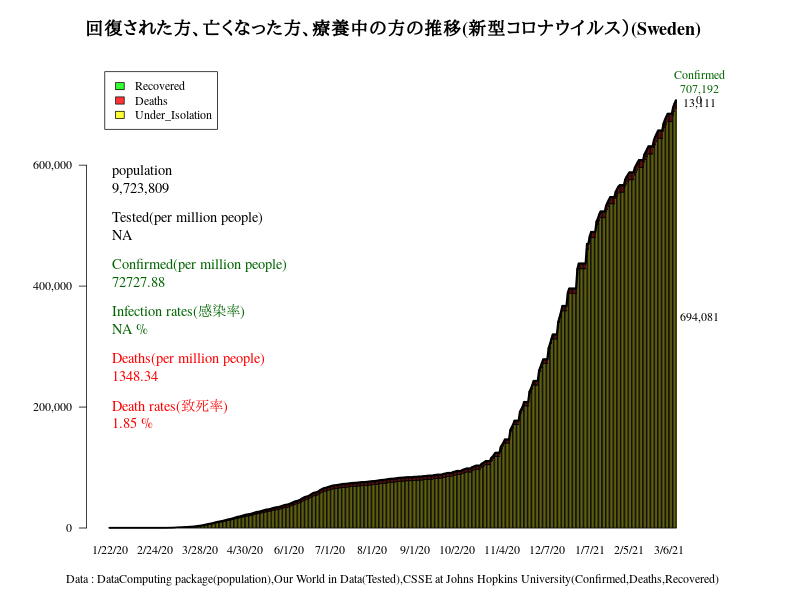 回復された方、亡くなった方、療養中の方の推移(新型コロナウイルス)(Sweden)
Recovered
Deaths
Under_Isolation
Confirmed
707,192
0
13,111
694,081
population
9,723,809
Tested(per million people)
NA
Confirmed(per million people)
72727.88
Infection rates(感染率)
NA %
Deaths(per million people)
1348.34
Death rates(致死率)
1.85 %
600,000
400,000
200,000
0
1/22/20 2/24/20 3/28/20 4/30/20 6/1/20 7/1/20 8/1/20 9/1/20 10/2/20 11/4/20 12/7/20 1/7/21 2/5/21 3/6/21
Data : DataComputing package(population),Our World in Data(Tested),CSSE at Johns Hopkins University(Confirmed,Deaths,Recovered)